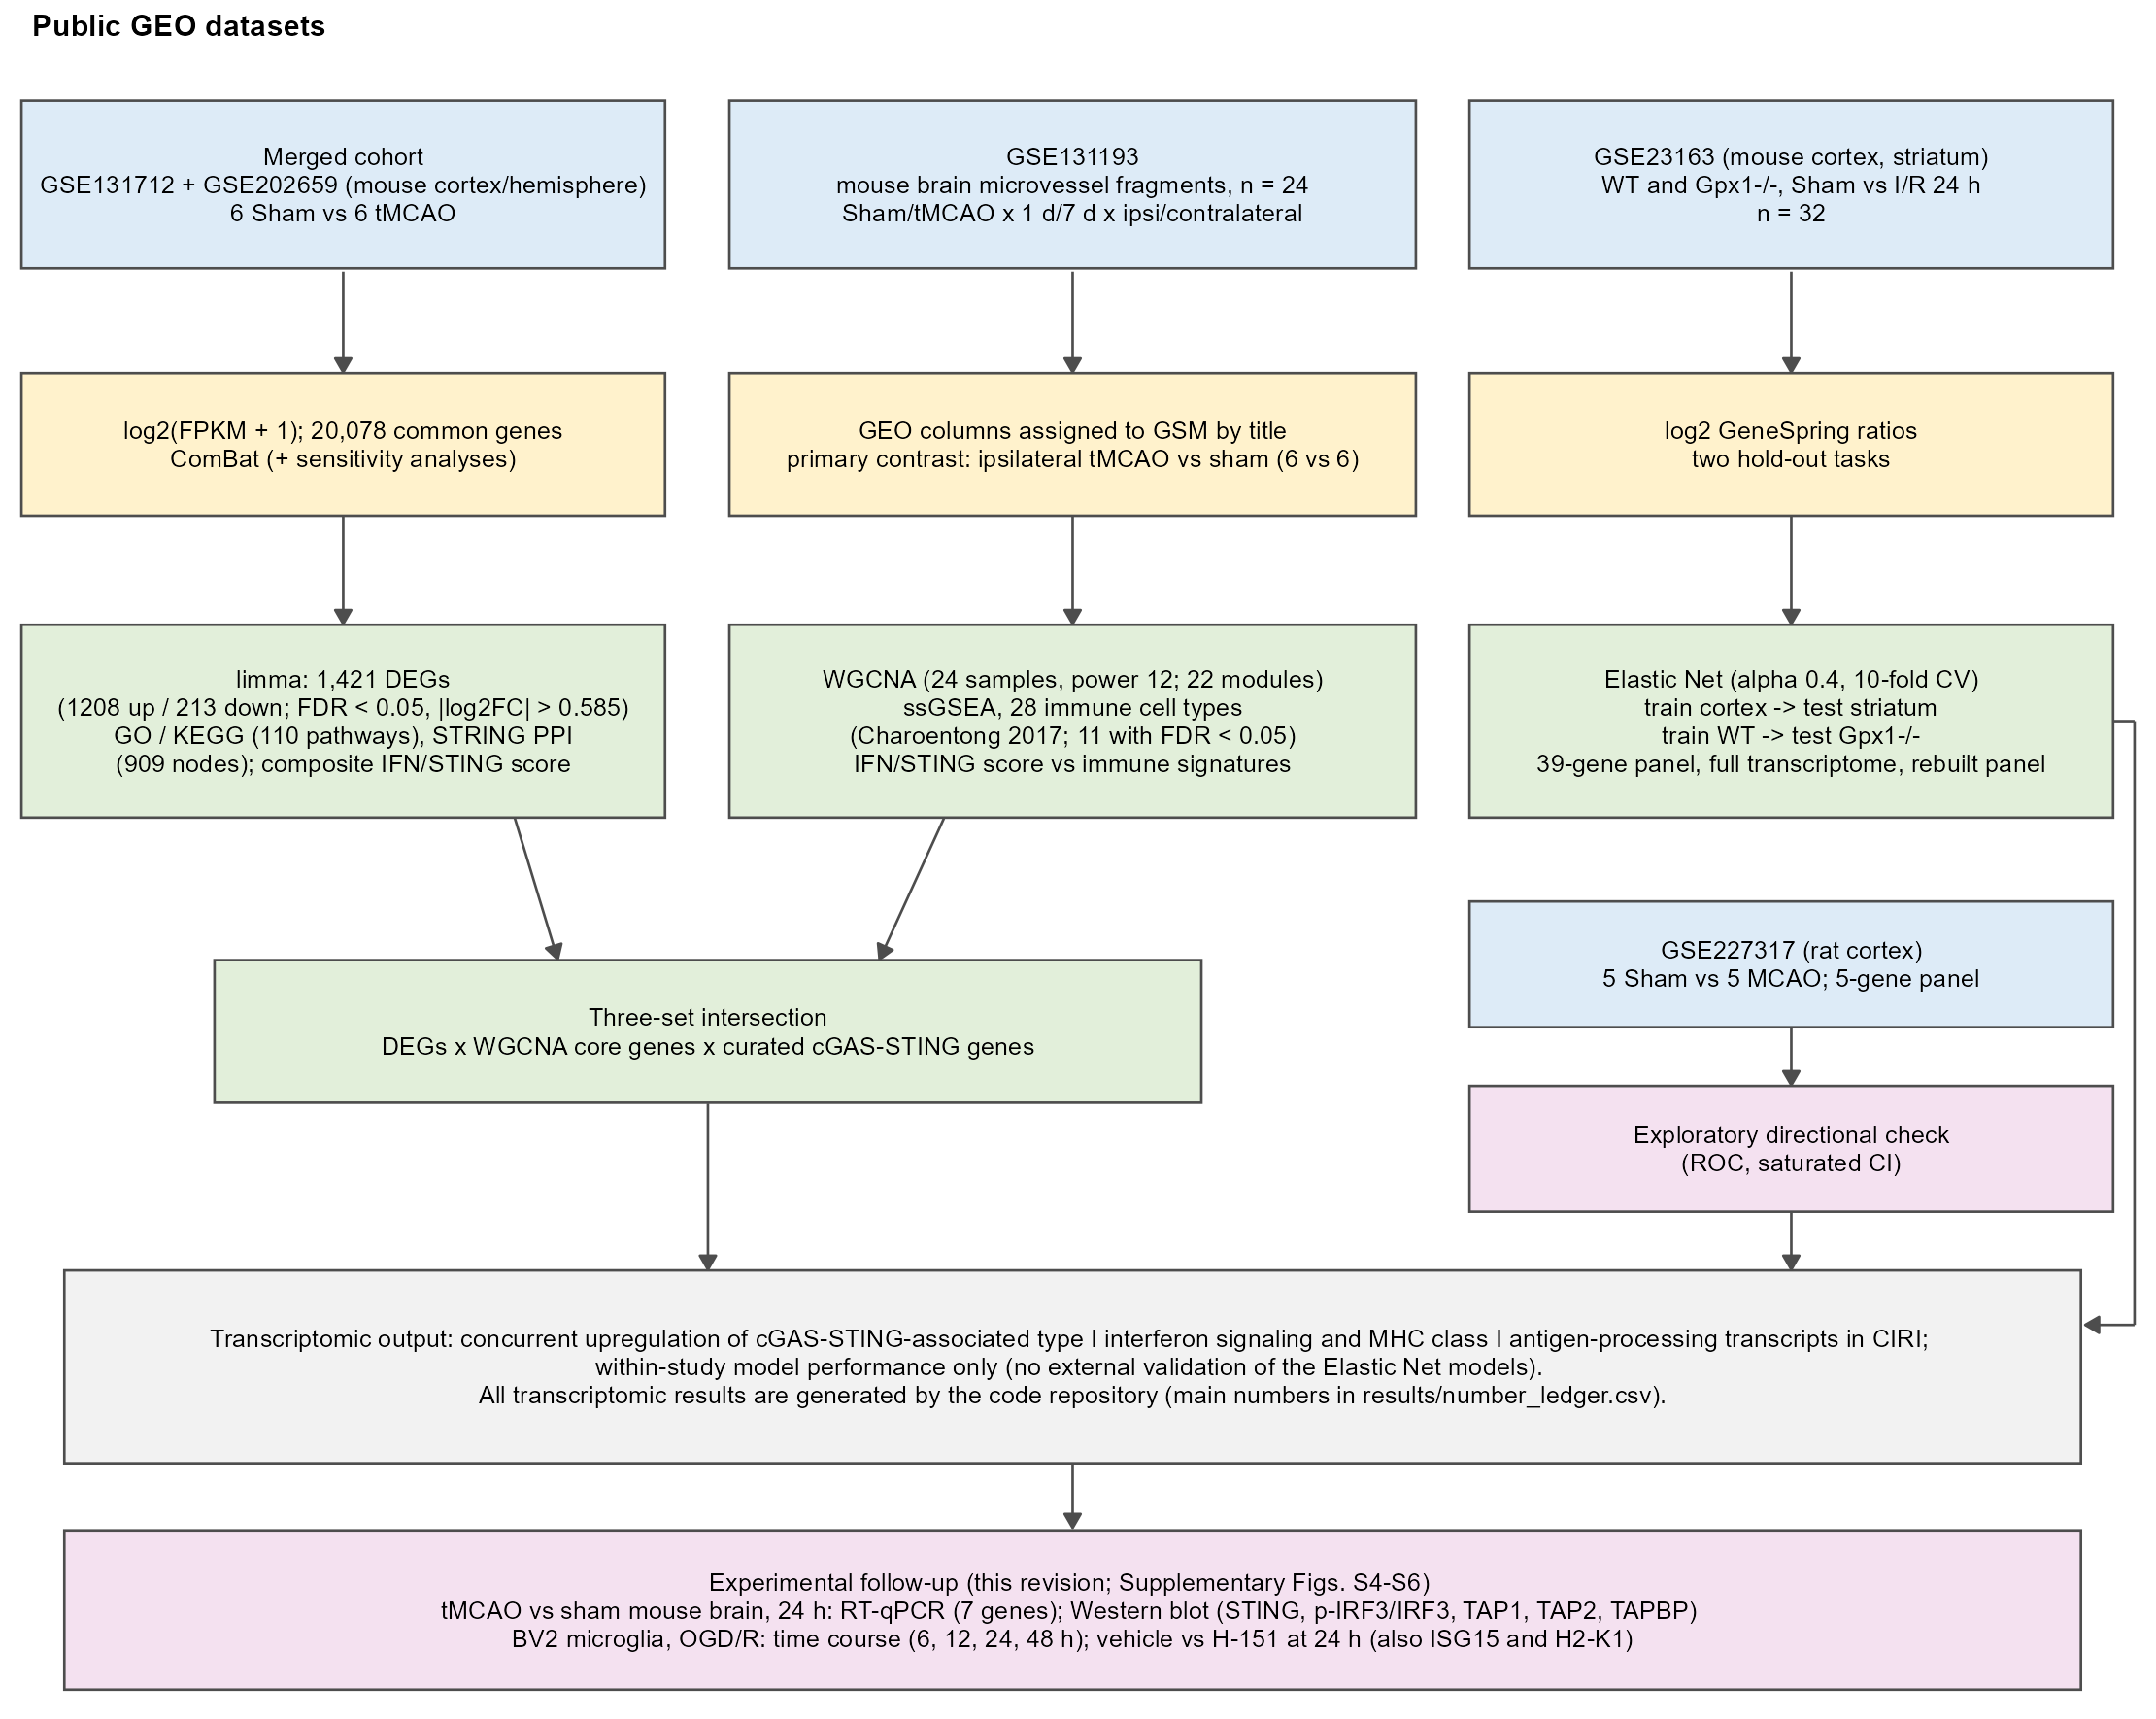 Public GEO datasets
Merged cohort
GSE131712 + GSE202659 (mouse cortex/hemisphere)
6 Sham vs 6 tMCAO
GSE131193
mouse brain microvessel fragments, n = 24
Sham/tMCAO x 1 d/7 d x ipsi/contralateral
GSE23163 (mouse cortex, striatum)
WT and Gpx1-/-, Sham vs I/R 24 h
n = 32
log2(FPKM + 1); 20,078 common genes
ComBat (+ sensitivity analyses)
GEO columns assigned to GSM by title
primary contrast: ipsilateral tMCAO vs sham (6 vs 6)
log2 GeneSpring ratios
two hold-out tasks
limma: 1,421 DEGs
(1208 up / 213 down; FDR < 0.05, |log2FC| > 0.585)
GO / KEGG (110 pathways), STRING PPI
(909 nodes); composite IFN/STING score
WGCNA (24 samples, power 12; 22 modules)
ssGSEA, 28 immune cell types
(Charoentong 2017; 11 with FDR < 0.05)
IFN/STING score vs immune signatures
Elastic Net (alpha 0.4, 10-fold CV)
train cortex -> test striatum
train WT -> test Gpx1-/-
39-gene panel, full transcriptome, rebuilt panel
GSE227317 (rat cortex)
5 Sham vs 5 MCAO; 5-gene panel
Three-set intersection
DEGs x WGCNA core genes x curated cGAS-STING genes
Exploratory directional check
(ROC, saturated CI)
Transcriptomic output: concurrent upregulation of cGAS-STING-associated type I interferon signaling and MHC class I antigen-processing transcripts in CIRI;
within-study model performance only (no external validation of the Elastic Net models).
All transcriptomic results are generated by the code repository (main numbers in results/number_ledger.csv).
Experimental follow-up (this revision; Supplementary Figs. S4-S6)
tMCAO vs sham mouse brain, 24 h: RT-qPCR (7 genes); Western blot (STING, p-IRF3/IRF3, TAP1, TAP2, TAPBP)
BV2 microglia, OGD/R: time course (6, 12, 24, 48 h); vehicle vs H-151 at 24 h (also ISG15 and H2-K1)